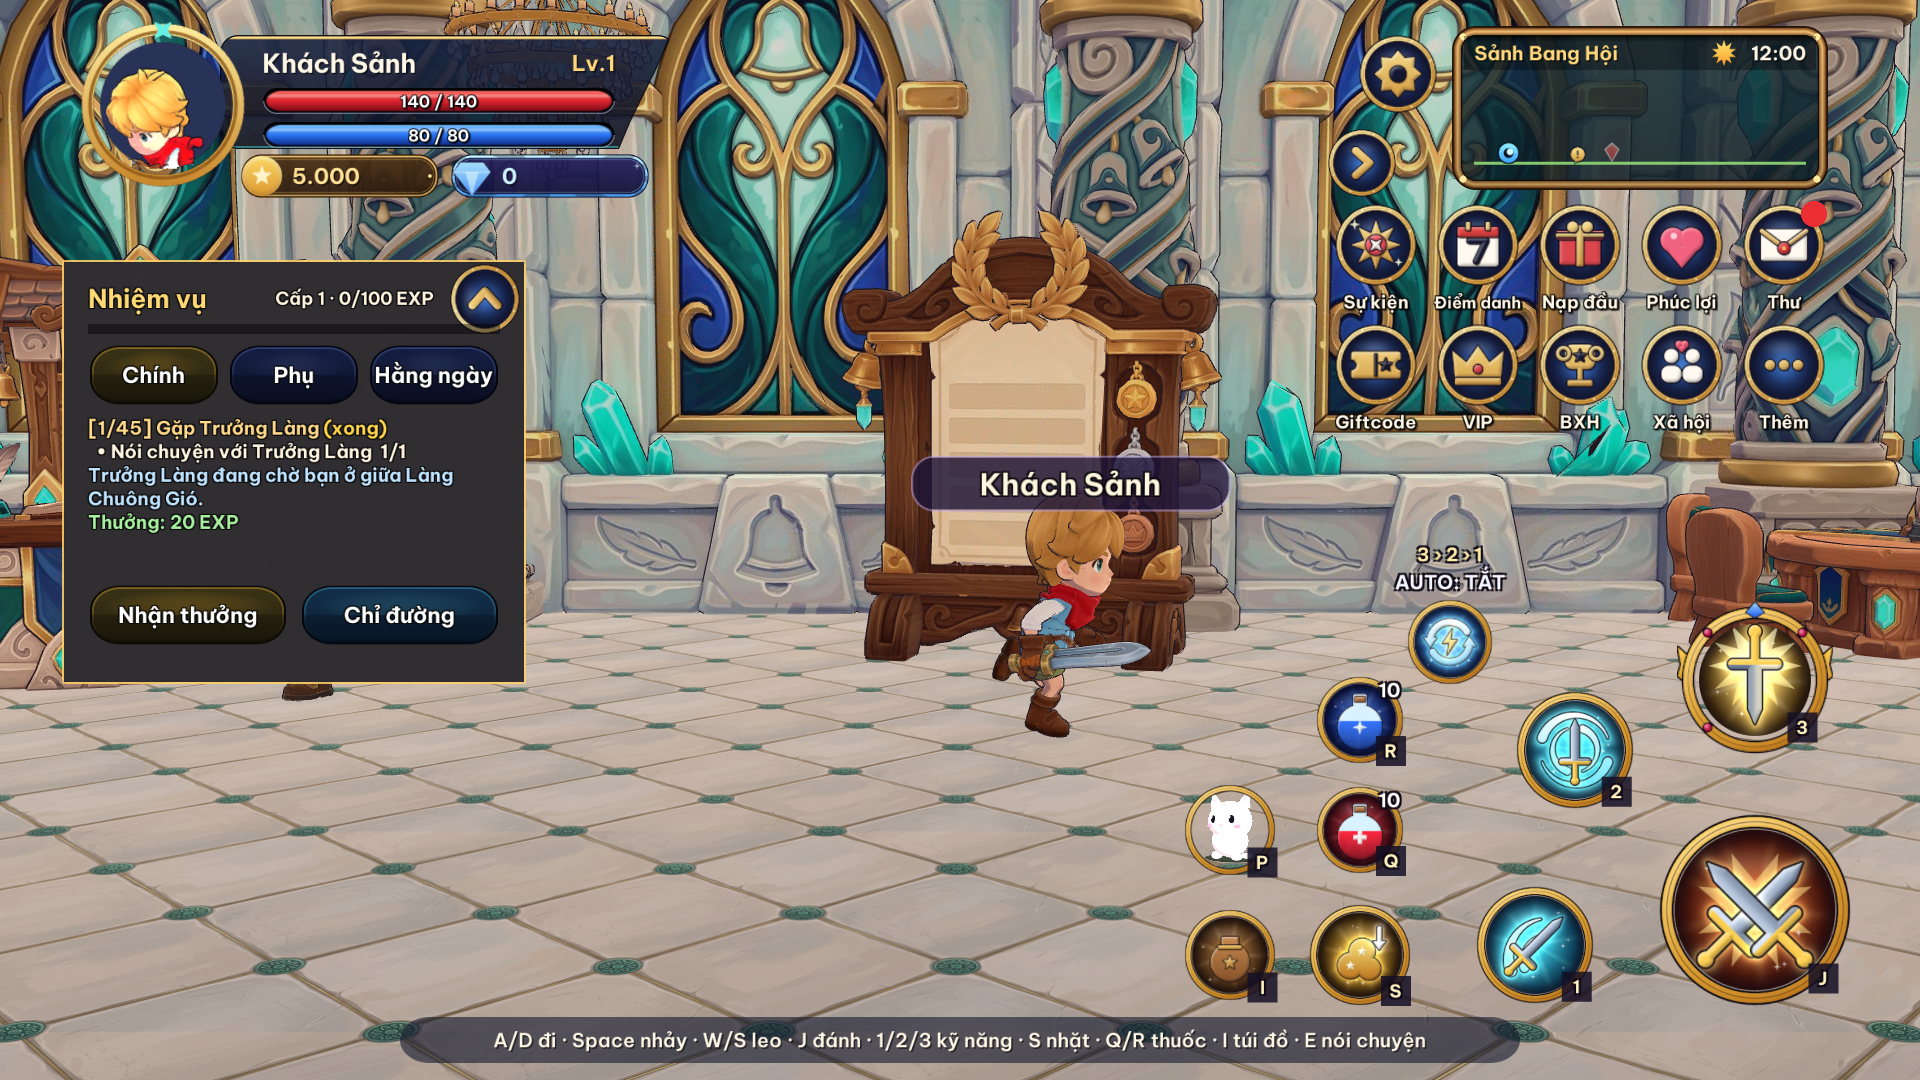 Khách Sảnh
Lv.1
140 / 140
80 / 80
5.000
0
Sảnh Bang Hội
12:00
7
Sự kiện
Điểm danh
Nạp đầu
Phúc lợi
Thư
Giftcode
VIP
BXH
Xã hội
Thêm
Nhiệm vụ
Cấp 1 · 0/100 EXP
Chính
Phụ
Hằng ngày
[1/45] Gặp Trưởng Làng (xong)
• Nói chuyện với Trưởng Làng 1/1
Trưởng Làng đang chờ bạn ở giữa Làng
Chuông Gió.
Thưởng: 20 EXP
Nhận thưởng
Chỉ đường
Khách Sảnh
3›2›1
AUTO: TẮT
10
R
10
Q
P
I
S
1
2
3
J
A/D đi · Space nhảy · W/S leo · J đánh · 1/2/3 kỹ năng · S nhặt · Q/R thuốc · I túi đồ · E nói chuyện